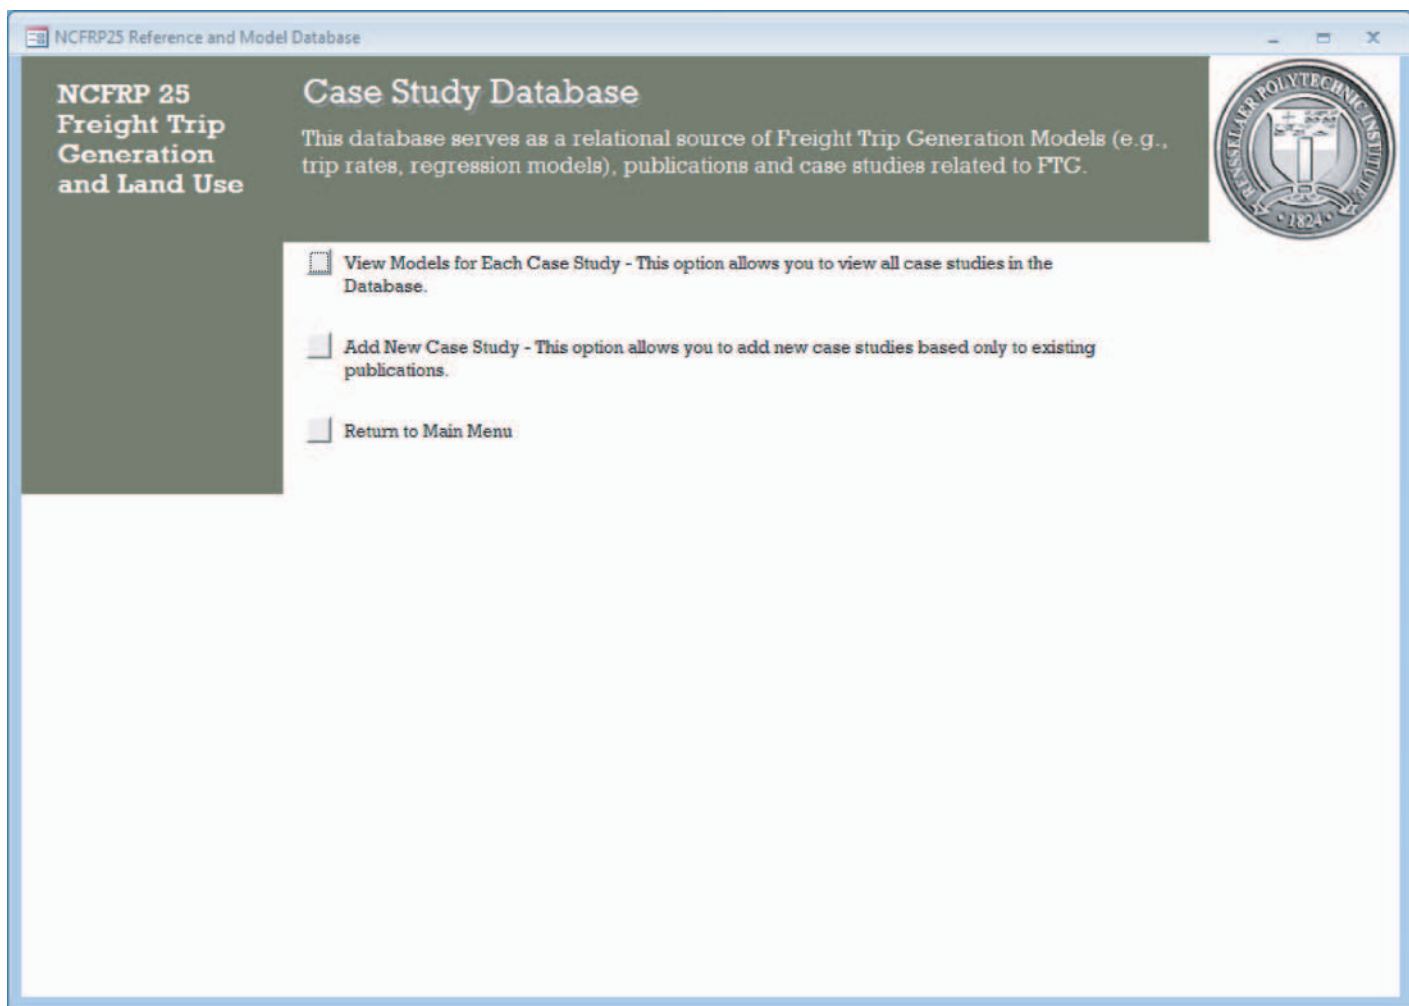 NCFRP25 Reference and Model Database
NCFRP 25
Freight Trip
Generation
and Land Use
Case Study Database
This database serves as a relational source of Freight Trip Generation Models (e.g.,
trip rates, regression models), publications and case studies related to FTG.
RENSSELAER POLYTECHNIC INSTITUTE
1824
View Models for Each Case Study - This option allows you to view all case studies in the
Database.
Add New Case Study - This option allows you to add new case studies based only to existing
publications.
Return to Main Menu